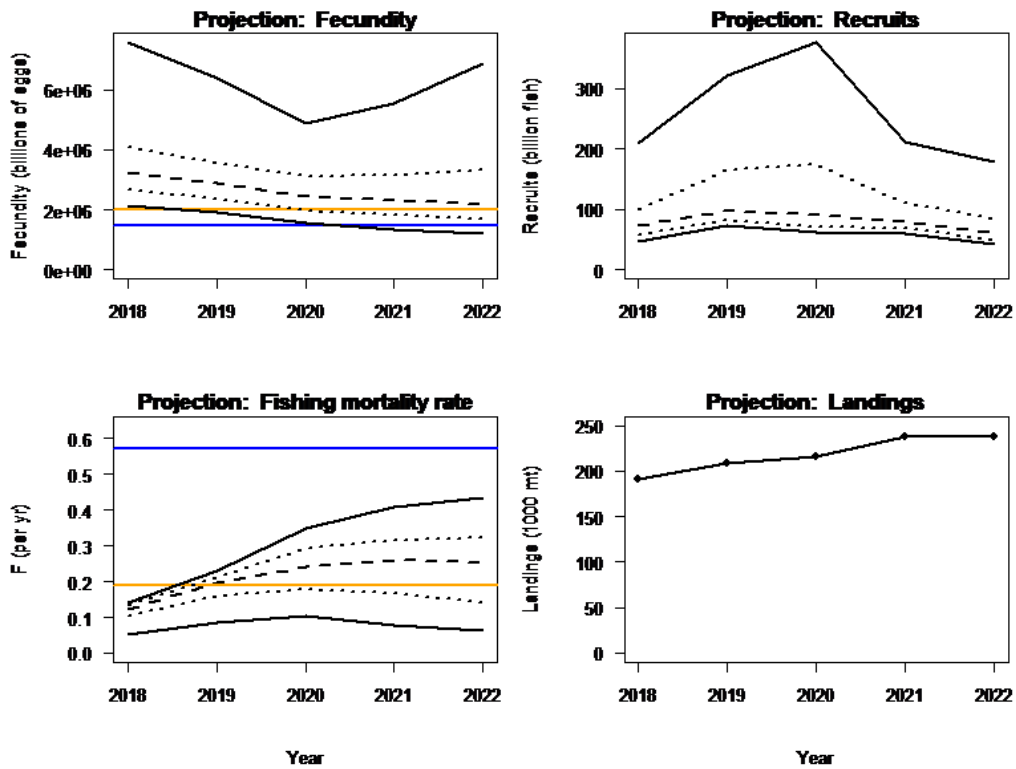 Projection: Fecundity
Fecundity (billions of eggs)
6e+06
4e+06
2e+06
0e+00
2018 2019 2020 2021 2022
Projection: Recruits
Recruits (billion fish)
300
200
100
0
2018 2019 2020 2021 2022
Projection: Fishing mortality rate
F (per yr)
0.6
0.5
0.4
0.3
0.2
0.1
0.0
2018 2019 2020 2021 2022
Year
Projection: Landings
Landings (1000 mt)
250
200
150
100
50
0
2018 2019 2020 2021 2022
Year